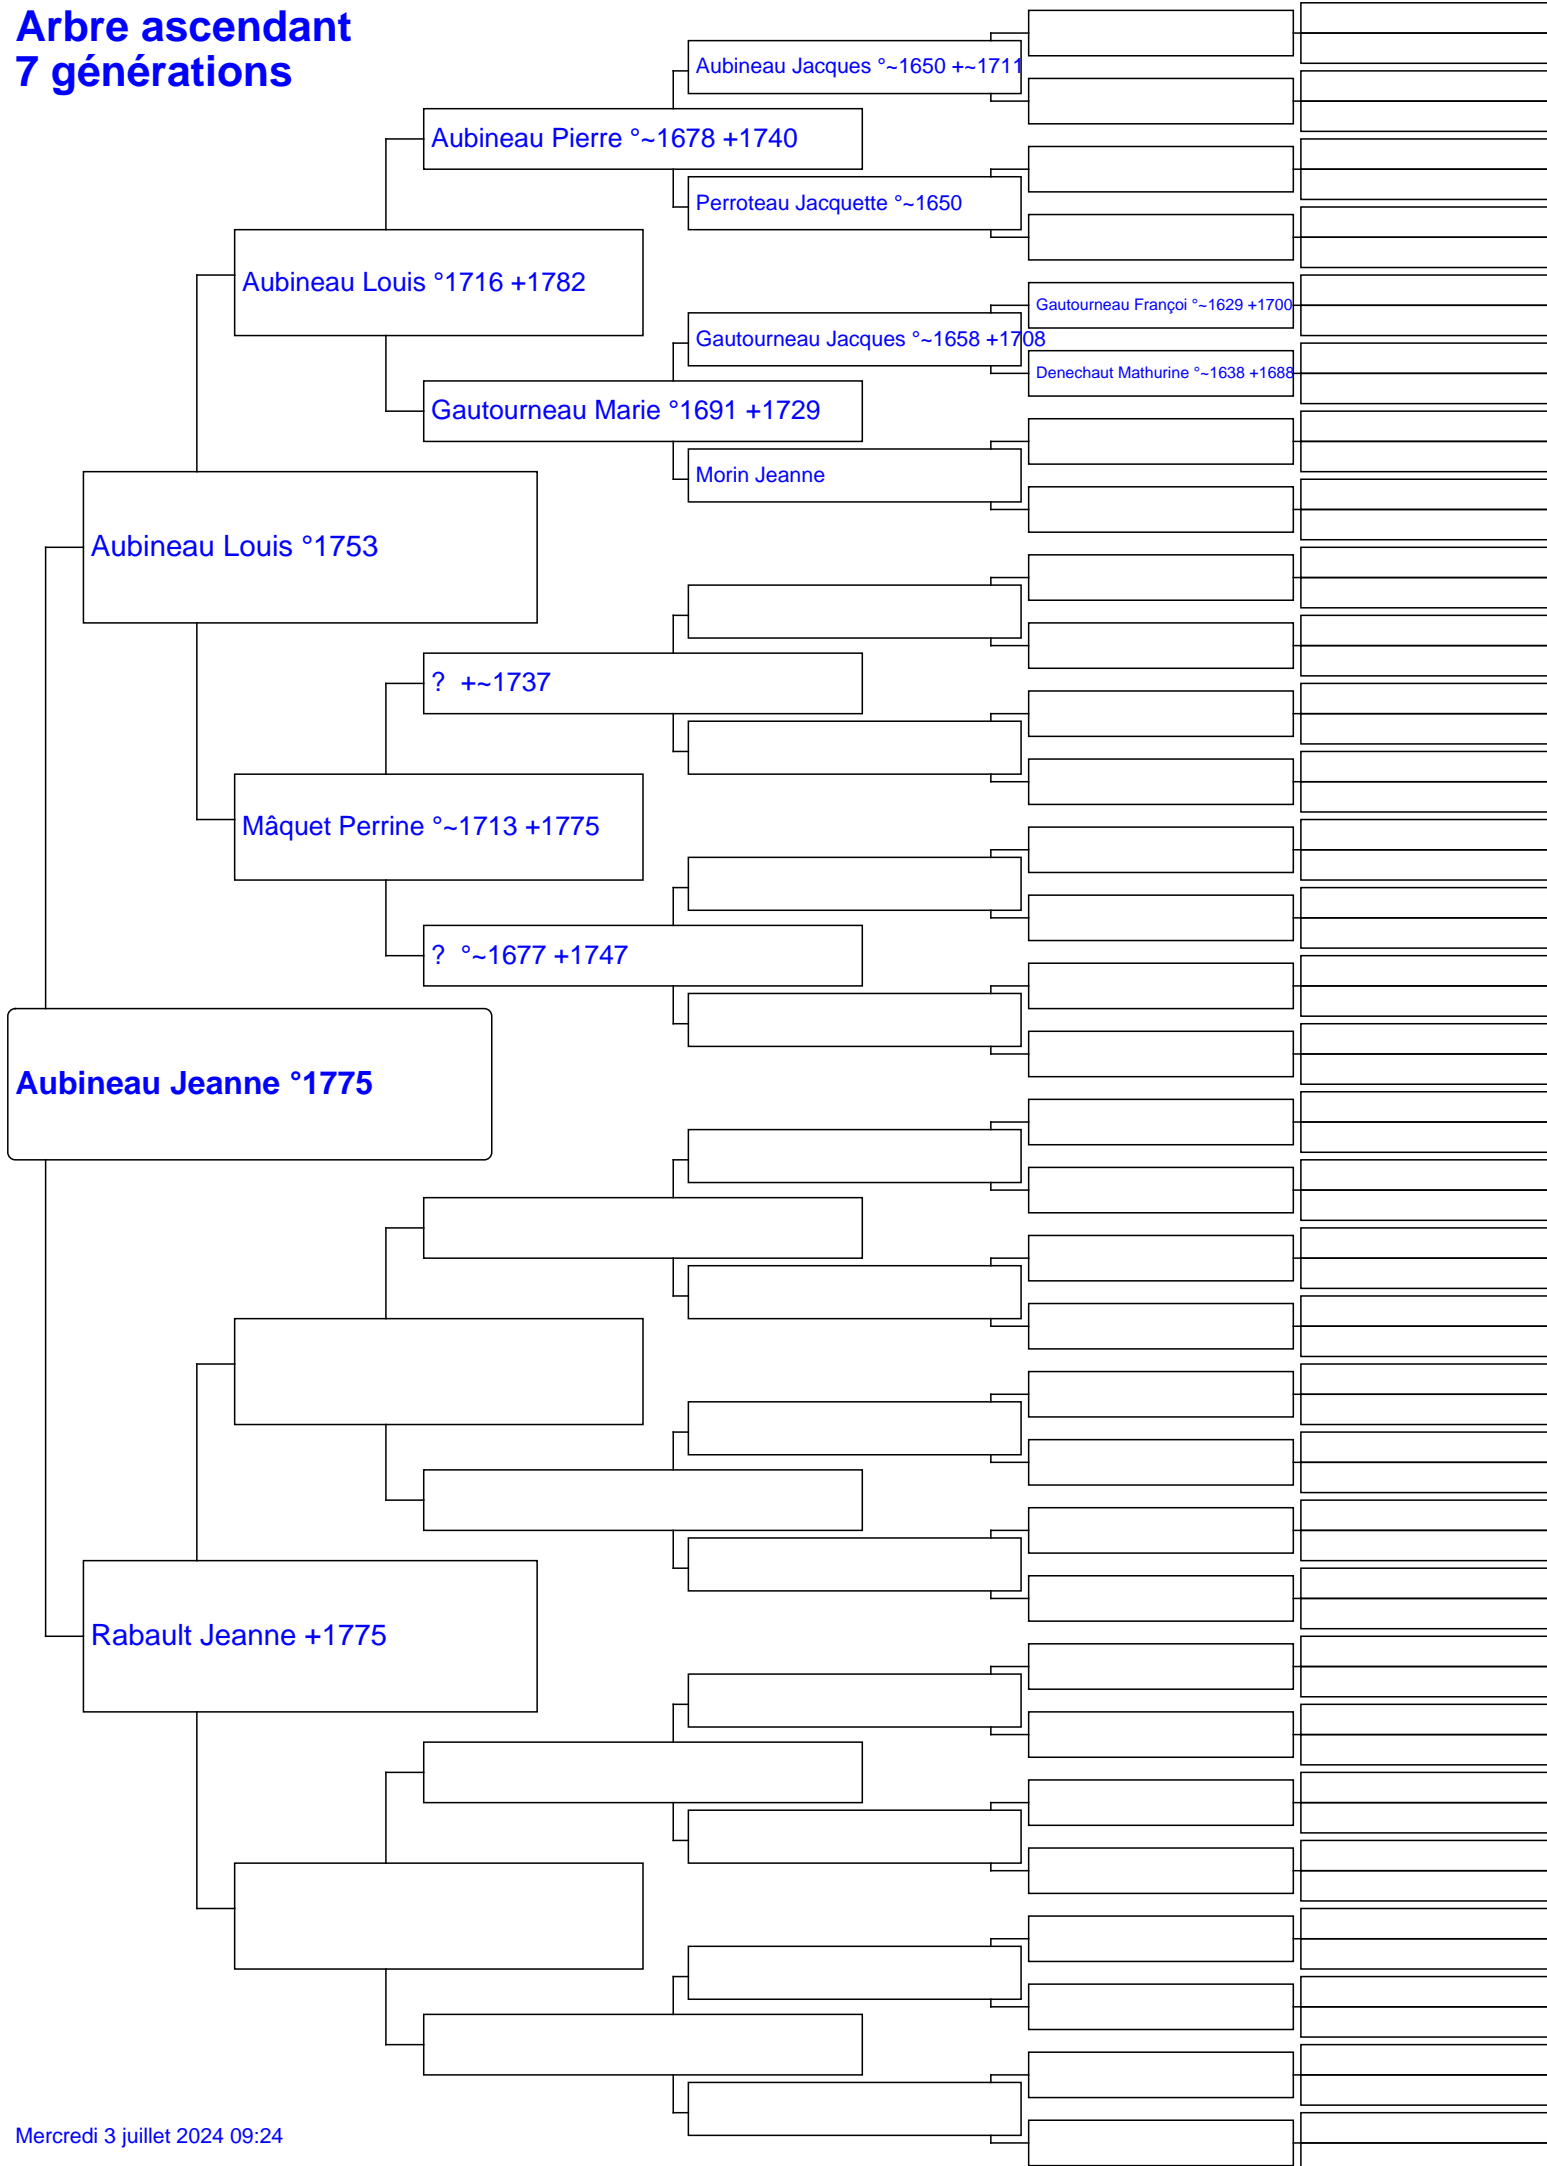 Arbre ascendant
7 générations
Aubineau Jacques °~1650 +~1711
Aubineau Pierre °~1678 +1740
Perroteau Jacquette °~1650
Aubineau Louis °1716 +1782
Gautourneau Françoi °~1629 +1700
Gautourneau Jacques °~1658 +1708
Denechaut Mathurine °~1638 +1688
Gautourneau Marie °1691 +1729
Morin Jeanne
Aubineau Louis °1753
? +~1737
Mâquet Perrine °~1713 +1775
? °~1677 +1747
Aubineau Jeanne °1775
Rabault Jeanne +1775
Mercredi 3 juillet 2024 09:24